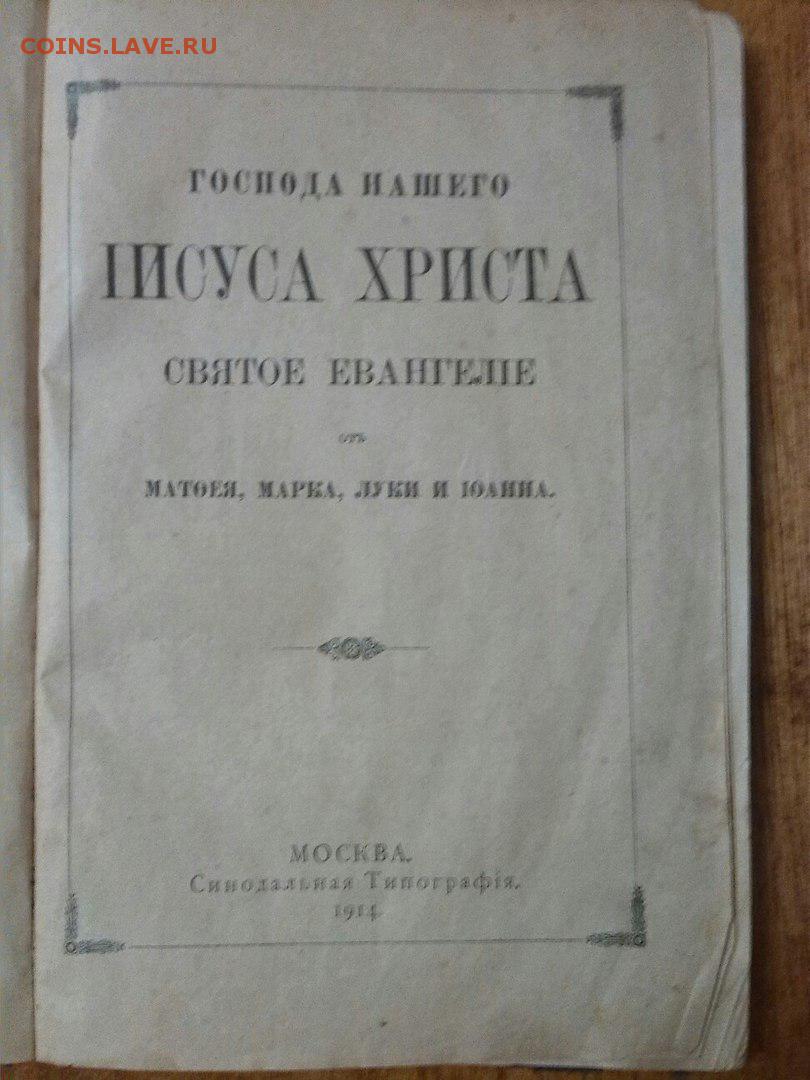 COINS.LAVE.RU
ГОСПОДА НАШЕГО
ІИСУСА ХРИСТА
СВЯТОЕ ЕВАНГЕЛІЕ
отъ
МАТѲЕЯ, МАРКА, ЛУКИ И ІОАННА.
МОСКВА.
Синодальная Типографія.
1914